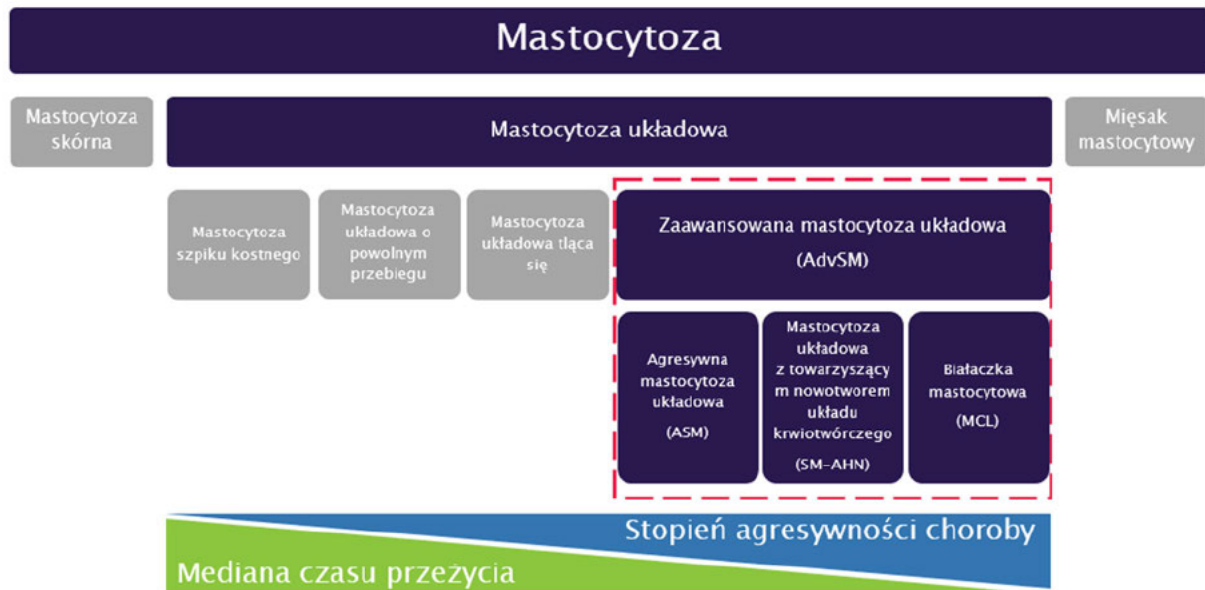 Mastocytoza
Mastocytoza
skórna
Mastocytoza układowa
Mięsak
mastocytowy
Mastocytoza
szpiku kostnego
Mastocytoza
układowa o
powolnym
przebiegu
Mastocytoza
układowa tląca
się
Zaawansowana mastocytoza układowa
(AdvSM)
Agresywna
mastocytoza
układowa
(ASM)
Mastocytoza
układowa
z towarzyszący
m nowotworem
układu
krwiotwórczego
(SM-AHN)
Białaczka
mastocytowa
(MCL)
Stopień agresywności choroby
Mediana czasu przeżycia